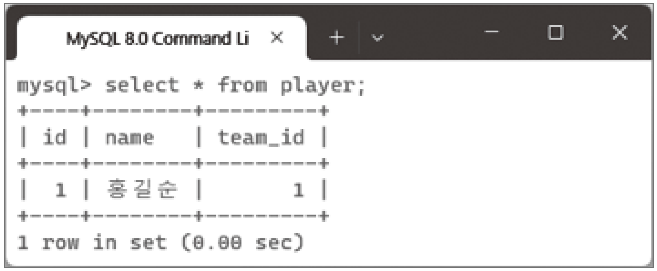 MySQL 8.0 Command Li
mysql> select * from player;
+----+--------+---------+
| id | name   | team_id |
+----+--------+---------+
|  1 | 홍길순 |       1 |
+----+--------+---------+
1 row in set (0.00 sec)